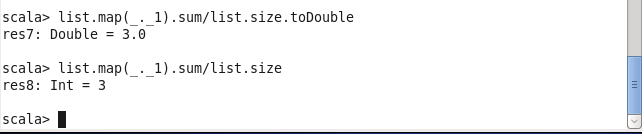 scala> list.map(_._1).sum/list.size.toDouble
res7: Double = 3.0
scala> list.map(_._1).sum/list.size
res8: Int = 3
scala>